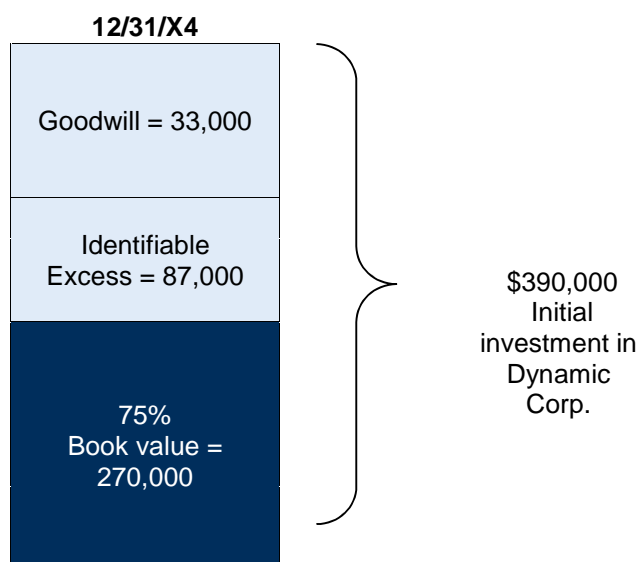 12/31/X4
Goodwill = 33,000
Identifiable
Excess = 87,000
75%
Book value =
270,000
$390,000
Initial
investment in
Dynamic
Corp.